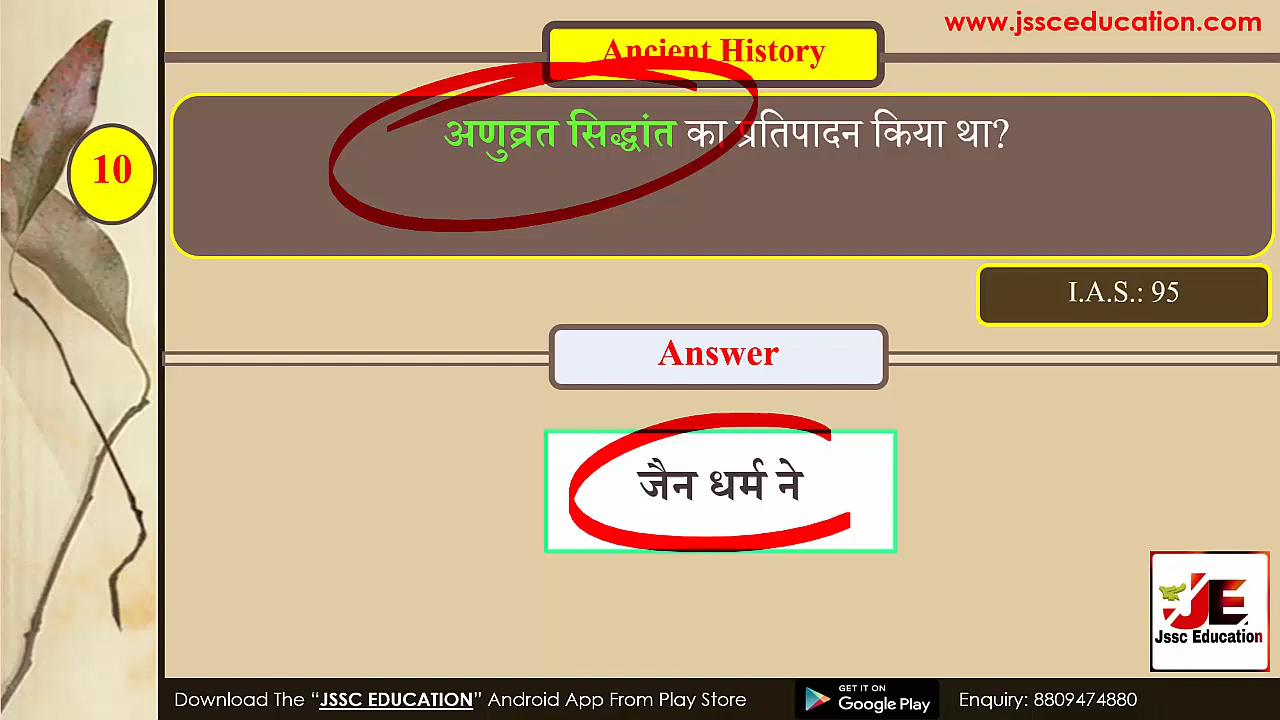 www.jssceducation.com
Ancient History
10
अणुव्रत सिद्धांत का प्रतिपादन किया था?
I.A.S.: 95
Answer
जैन धर्म ने
JE
Jssc Education
Download The “JSSC EDUCATION” Android App From Play Store
GET IT ON
Google Play
Enquiry: 8809474880